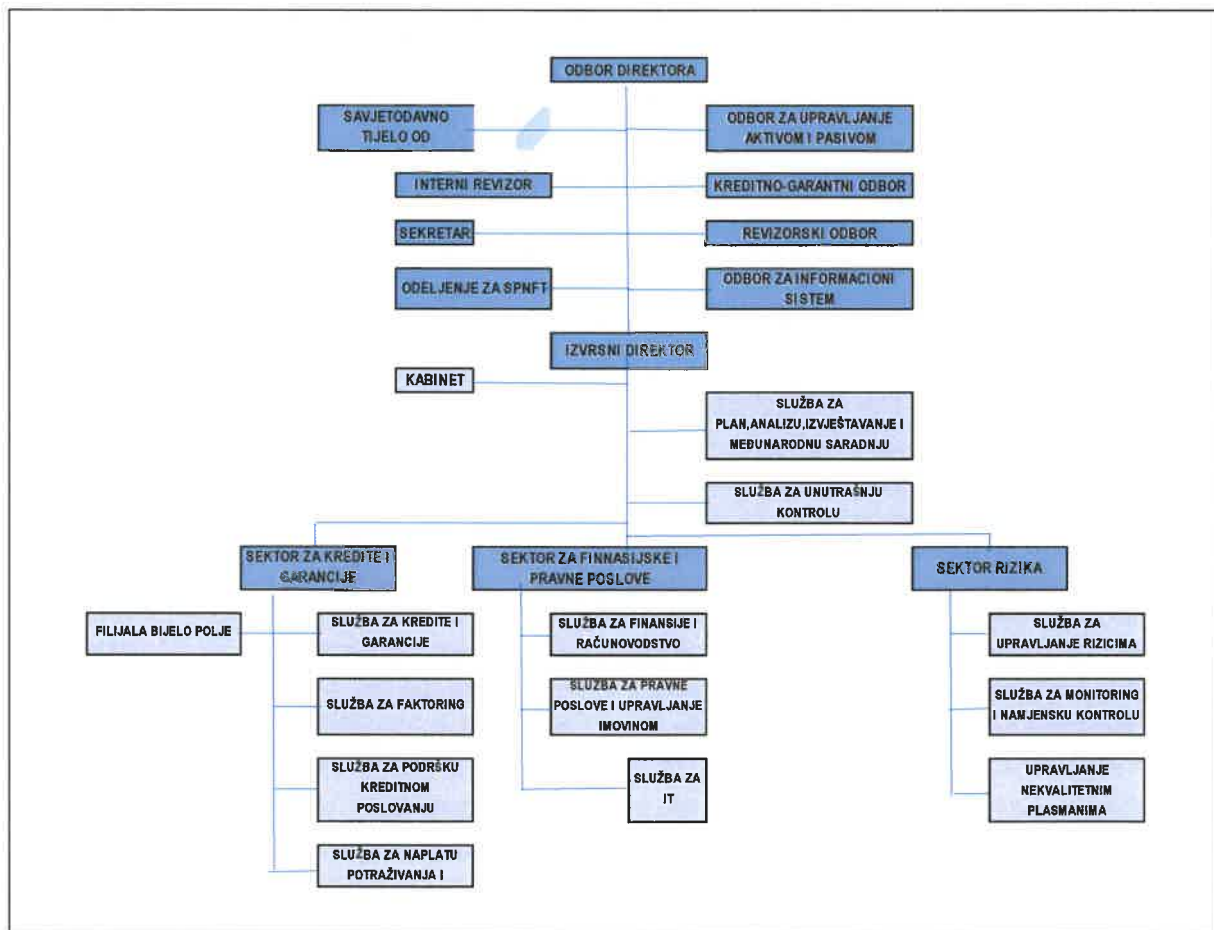 ODBOR DIREKTORA
SAVJETODAVNO
TIJELO OD
ODBOR ZA UPRAVLJANJE
AKTIVOM I PASIVOM
INTERNI REVIZOR
KREDITNO-GARANTNI ODBOR
SEKRETAR
REVIZORSKI ODBOR
ODELJENJE ZA SPNFT
ODBOR ZA INFORMACIONI
SISTEM
IZVRSNI DIREKTOR
KABINET
SLUŽBA ZA
PLAN,ANALIZU,IZVJEŠTAVANJE I
MEĐUNARODNU SARADNJU
SLUŽBA ZA UNUTRAŠNJU
KONTROLU
SEKTOR ZA KREDITE I
GARANCIJE
SEKTOR ZA FINNASIJSKE I
PRAVNE POSLOVE
SEKTOR RIZIKA
FILIJALA BIJELO POLJE
SLUŽBA ZA KREDITE I
GARANCIJE
SLUŽBA ZA FINANSIJE I
RAČUNOVODSTVO
SLUŽBA ZA
UPRAVLJANJE RIZICIMA
SLUŽBA ZA FAKTORING
SLUZBA ZA PRAVNE
POSLOVE I UPRAVLJANJE
IMOVINOM
SLUŽBA ZA MONITORING
I NAMJENSKU KONTROLU
SLUŽBA ZA PODRŠKU
KREDITNOM
POSLOVANJU
SLUŽBA ZA
IT
UPRAVLJANJE
NEKVALITETNIM
PLASMANIMA
SLUŽBA ZA NAPLATU
POTRAŽIVANJA I